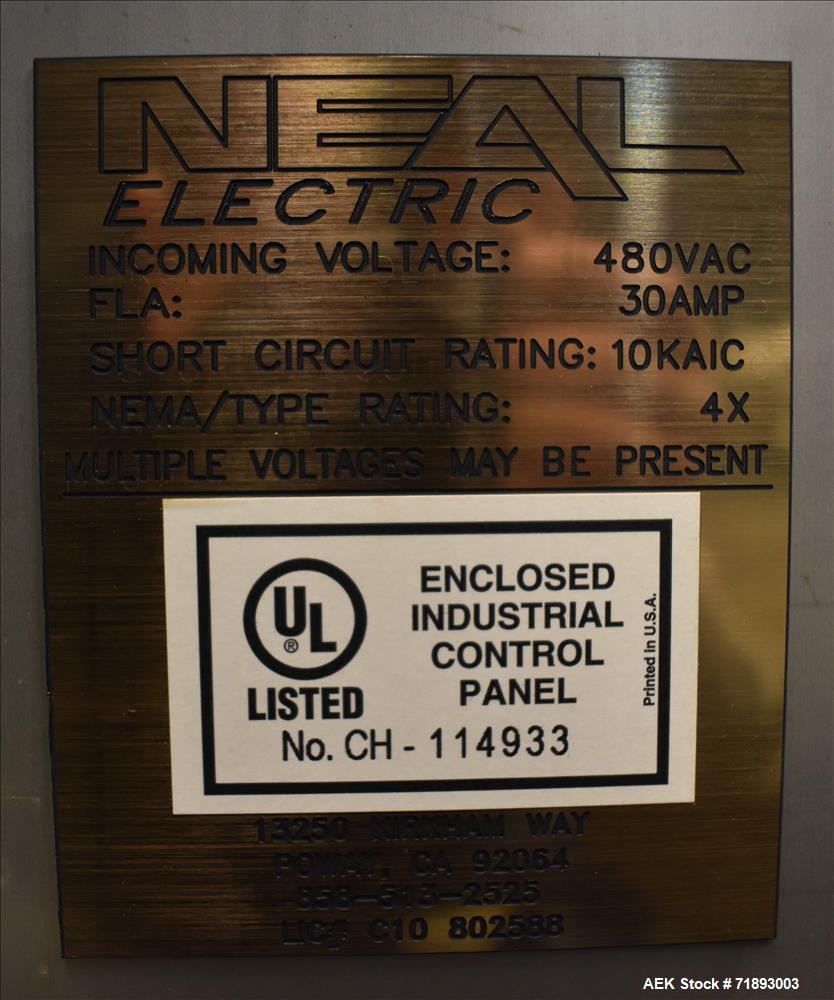 NEAL
ELECTRIC
INCOMING VOLTAGE: 480VAC
FLA: 30AMP
SHORT CIRCUIT RATING: 10KAIC
NEMA/TYPE RATING: 4X
MULTIPLE VOLTAGES MAY BE PRESENT
UL
®
LISTED
ENCLOSED
INDUSTRIAL
CONTROL
PANEL
Printed in U.S.A.
No. CH - 114933
13250 KIRKHAM WAY
POWAY, CA 92064
858-513-2525
LIC# C10 802588
AEK Stock # 71893003